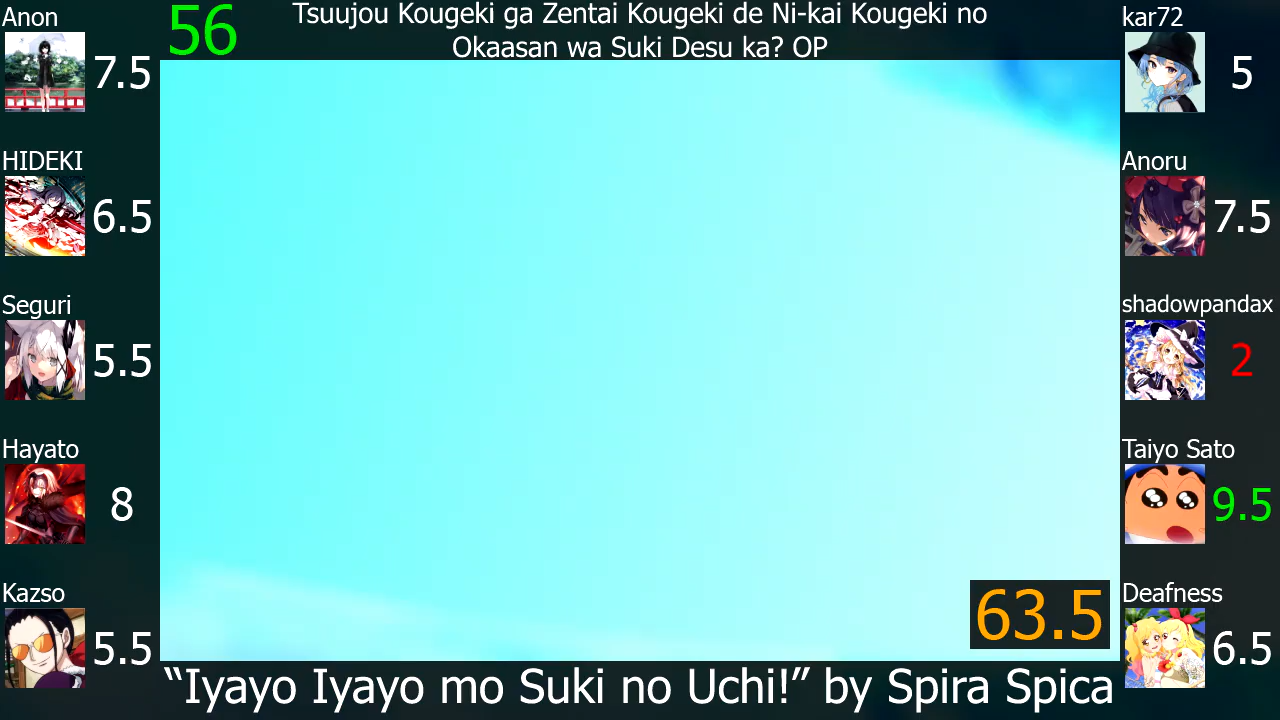 56
Tsuujou Kougeki ga Zentai Kougeki de Ni-kai Kougeki no
Okaasan wa Suki Desu ka? OP
Anon
7.5
HIDEKI
6.5
Seguri
5.5
Hayato
8
Kazso
5.5
kar72
5
Anoru
7.5
shadowpandax
2
Taiyo Sato
9.5
Deafness
6.5
63.5
“Iyayo Iyayo mo Suki no Uchi!” by Spira Spica